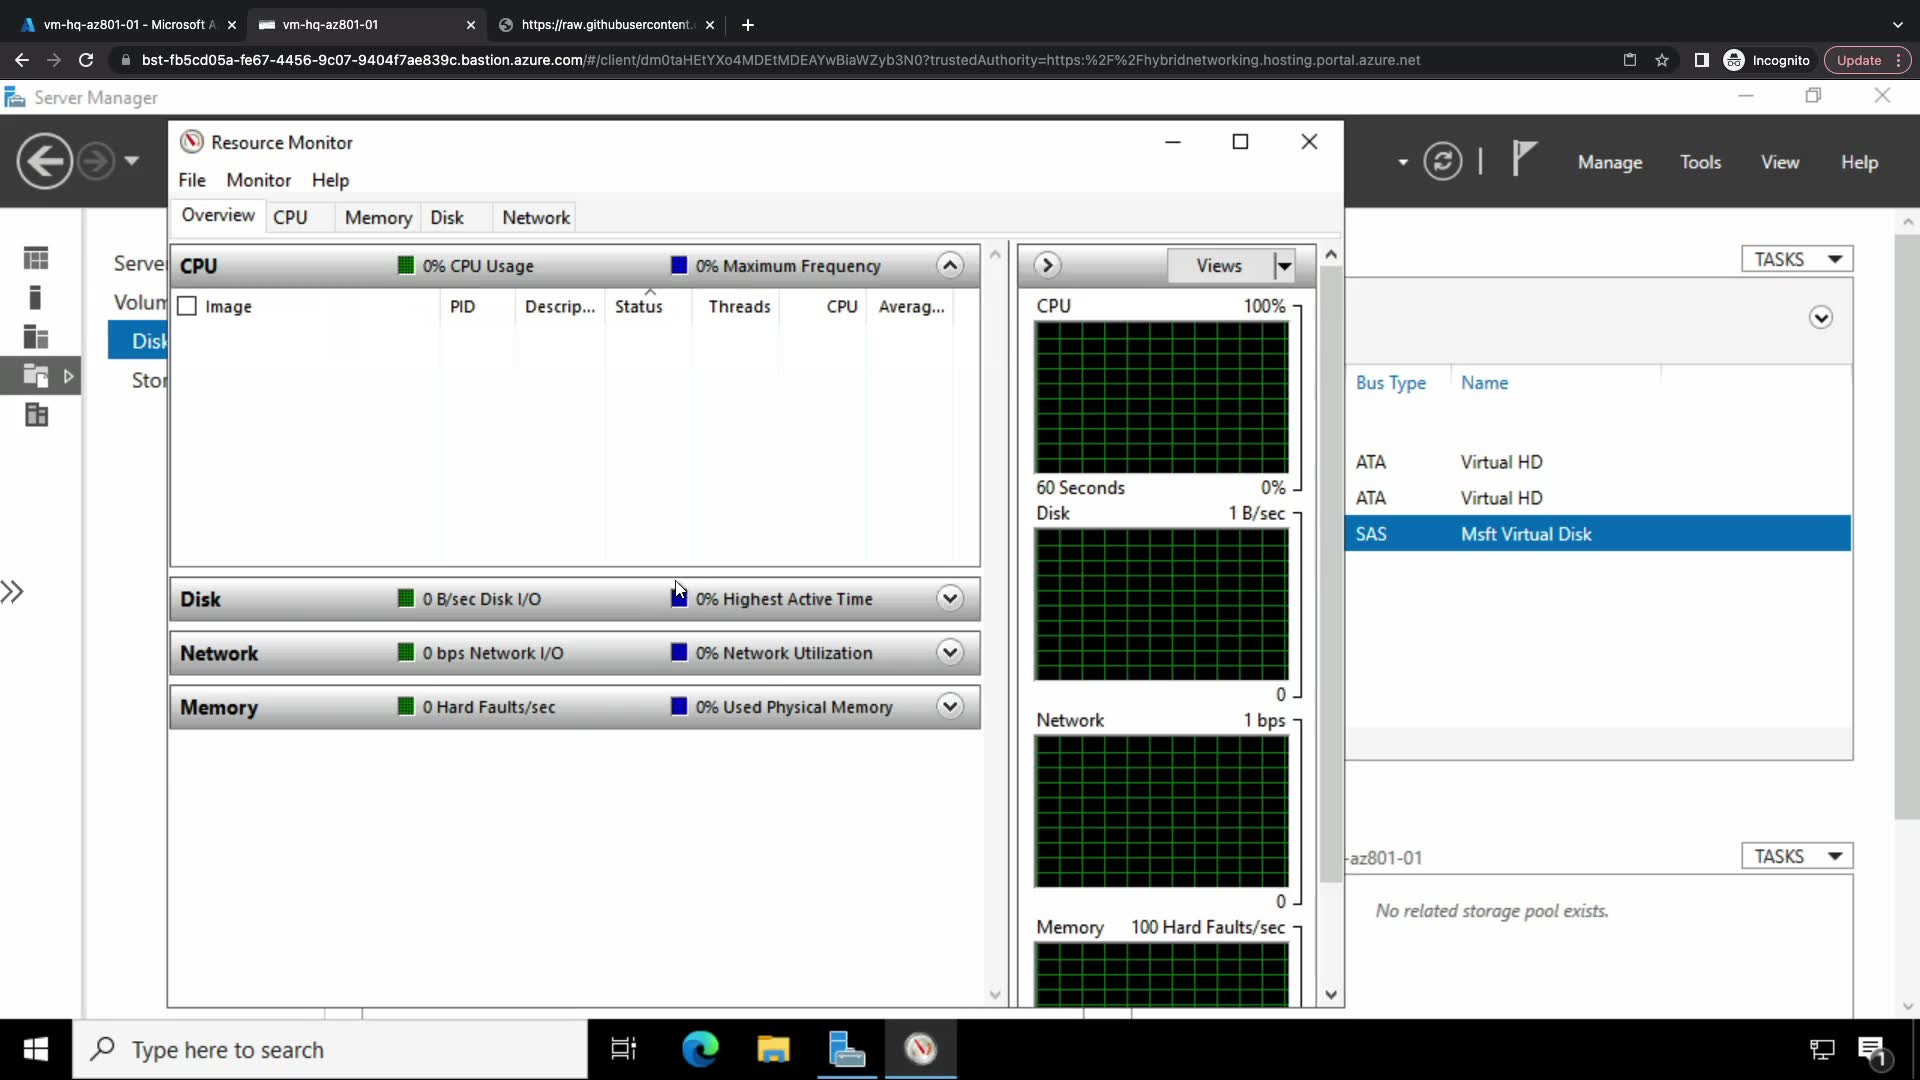 vm-hq-az801-01 - Microsoft A
vm-hq-az801-01
https://raw.githubusercontent.
bst-fb5cd05a-fe67-4456-9c07-9404f7ae839c.bastion.azure.com/#/client/dm0taHEtYXo4MDEtMDEAYwBiaWZyb3N0?trustedAuthority=https:%2F%2Fhybridnetworking.hosting.portal.azure.net
Incognito
Update
Server Manager
Manage
Tools
View
Help
Resource Monitor
File
Monitor
Help
Overview
CPU
Memory
Disk
Network
CPU
0% CPU Usage
0% Maximum Frequency
Image
PID
Descrip...
Status
Threads
CPU
Averag...
Disk
0 B/sec Disk I/O
0% Highest Active Time
Network
0 bps Network I/O
0% Network Utilization
Memory
0 Hard Faults/sec
0% Used Physical Memory
Views
CPU
100%
60 Seconds
0%
Disk
1 B/sec
0
Network
1 bps
0
Memory
100 Hard Faults/sec
Serve
Volum
Disk
Stor
TASKS
Bus Type
Name
ATA
Virtual HD
ATA
Virtual HD
SAS
Msft Virtual Disk
-az801-01
TASKS
No related storage pool exists.
Type here to search
1